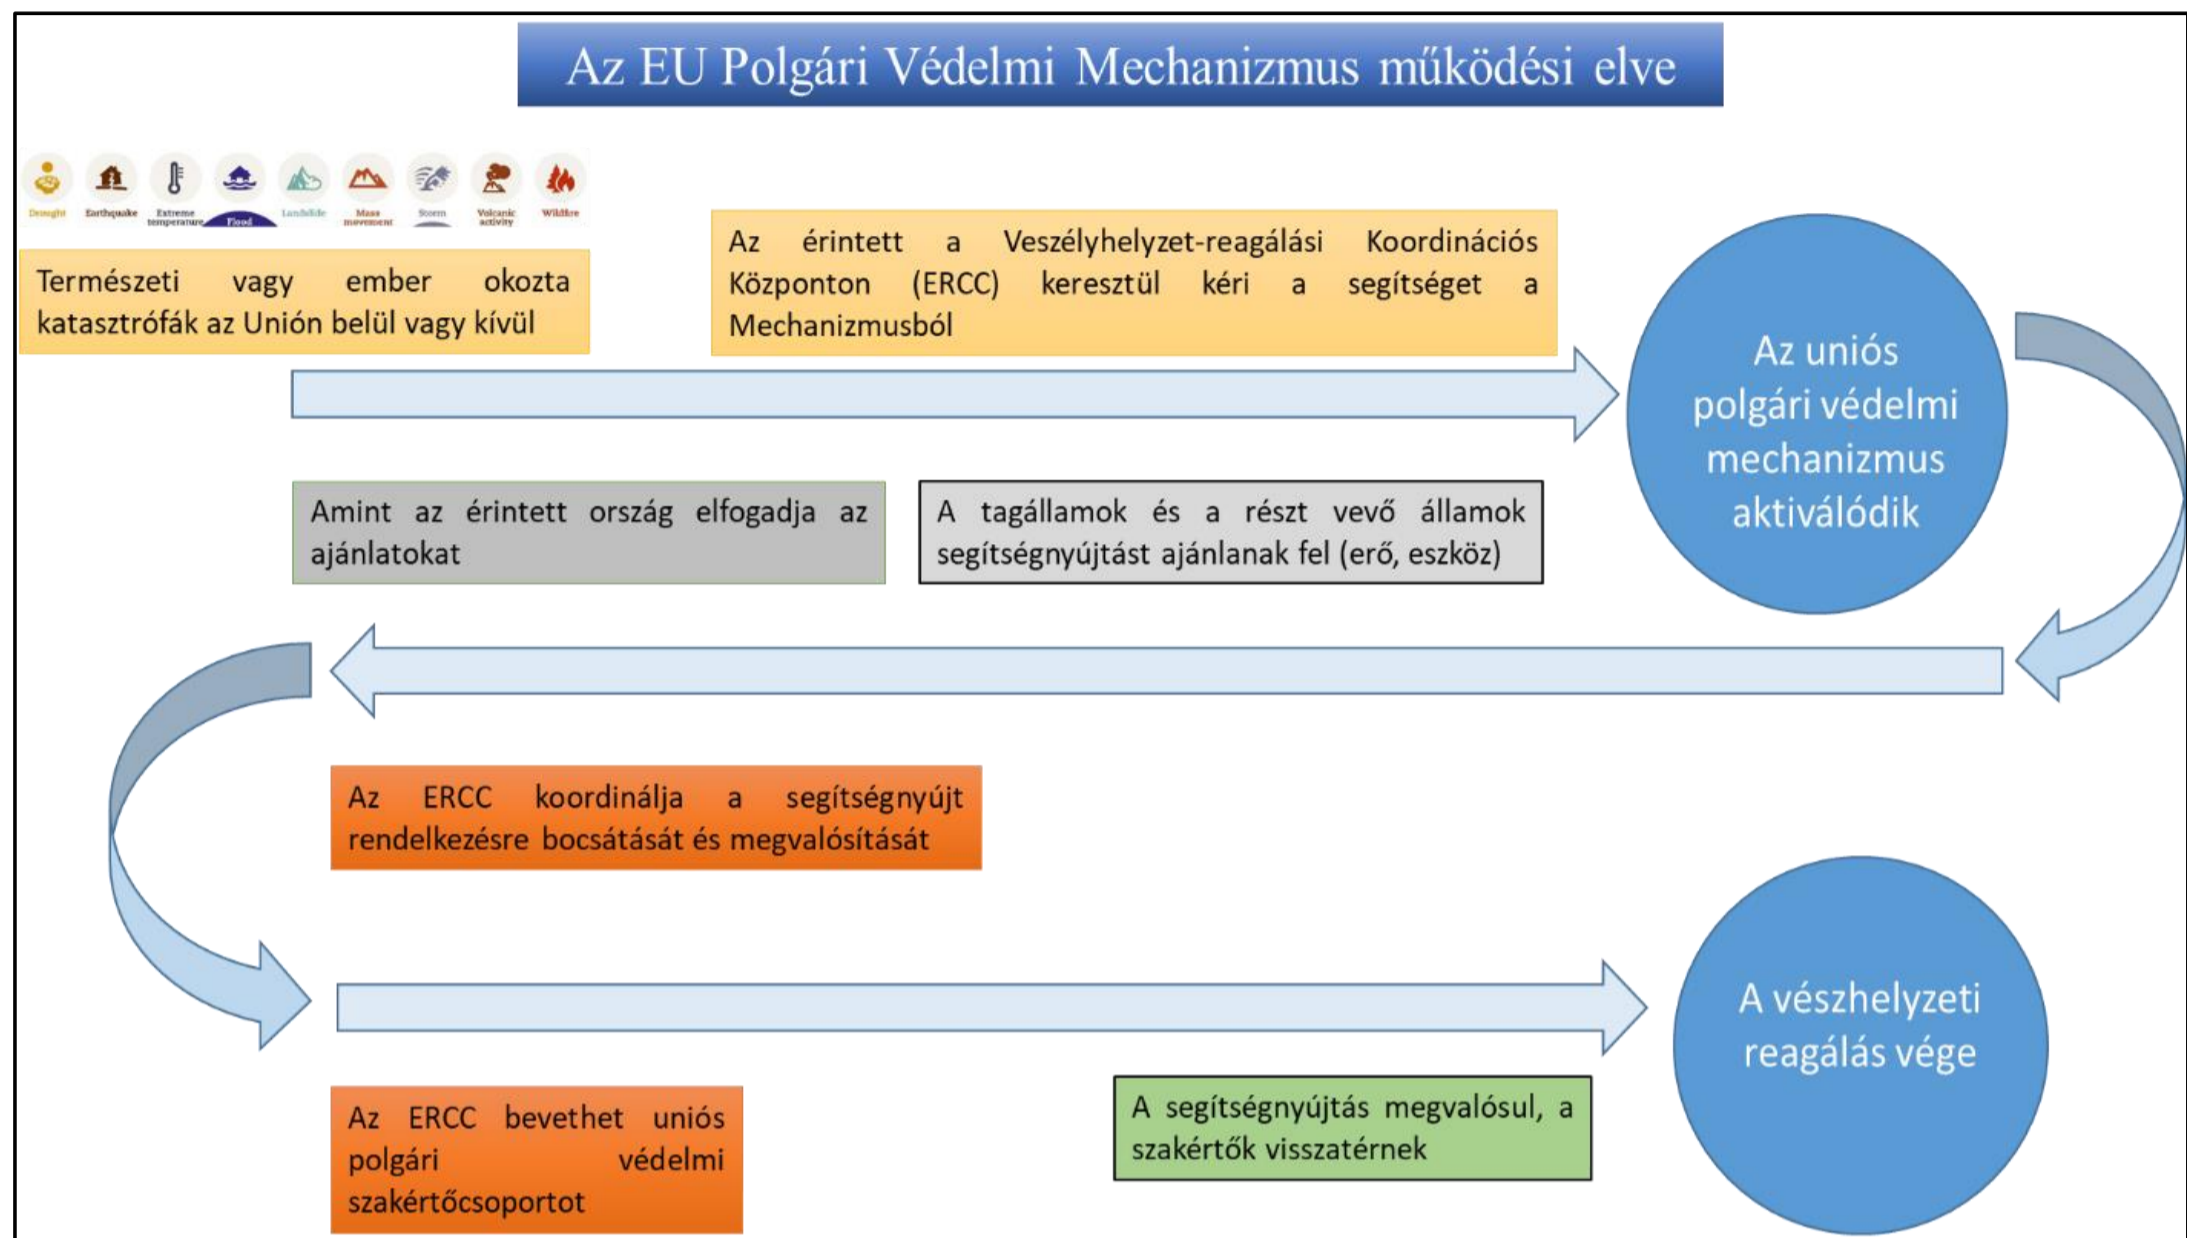 Az EU Polgári Védelmi Mechanizmus működési elve
Drought
Earthquake
Extreme
temperature
Flood
Landslide
Mass
movement
Storm
Volcanic
activity
Wildfire
Természeti vagy ember okozta
katasztrófák az Unión belül vagy kívül
Az érintett a Veszélyhelyzet-reagálási Koordinációs
Központon (ERCC) keresztül kéri a segítséget a
Mechanizmusból
Az uniós
polgári védelmi
mechanizmus
aktiválódik
Amint az érintett ország elfogadja az
ajánlatokat
A tagállamok és a részt vevő államok
segítségnyújtást ajánlanak fel (erő, eszköz)
Az ERCC koordinálja a segítségnyújt
rendelkezésre bocsátását és megvalósítását
Az ERCC bevethet uniós
polgári védelmi
szakértőcsoportot
A segítségnyújtás megvalósul, a
szakértők visszatérnek
A vészhelyzeti
reagálás vége